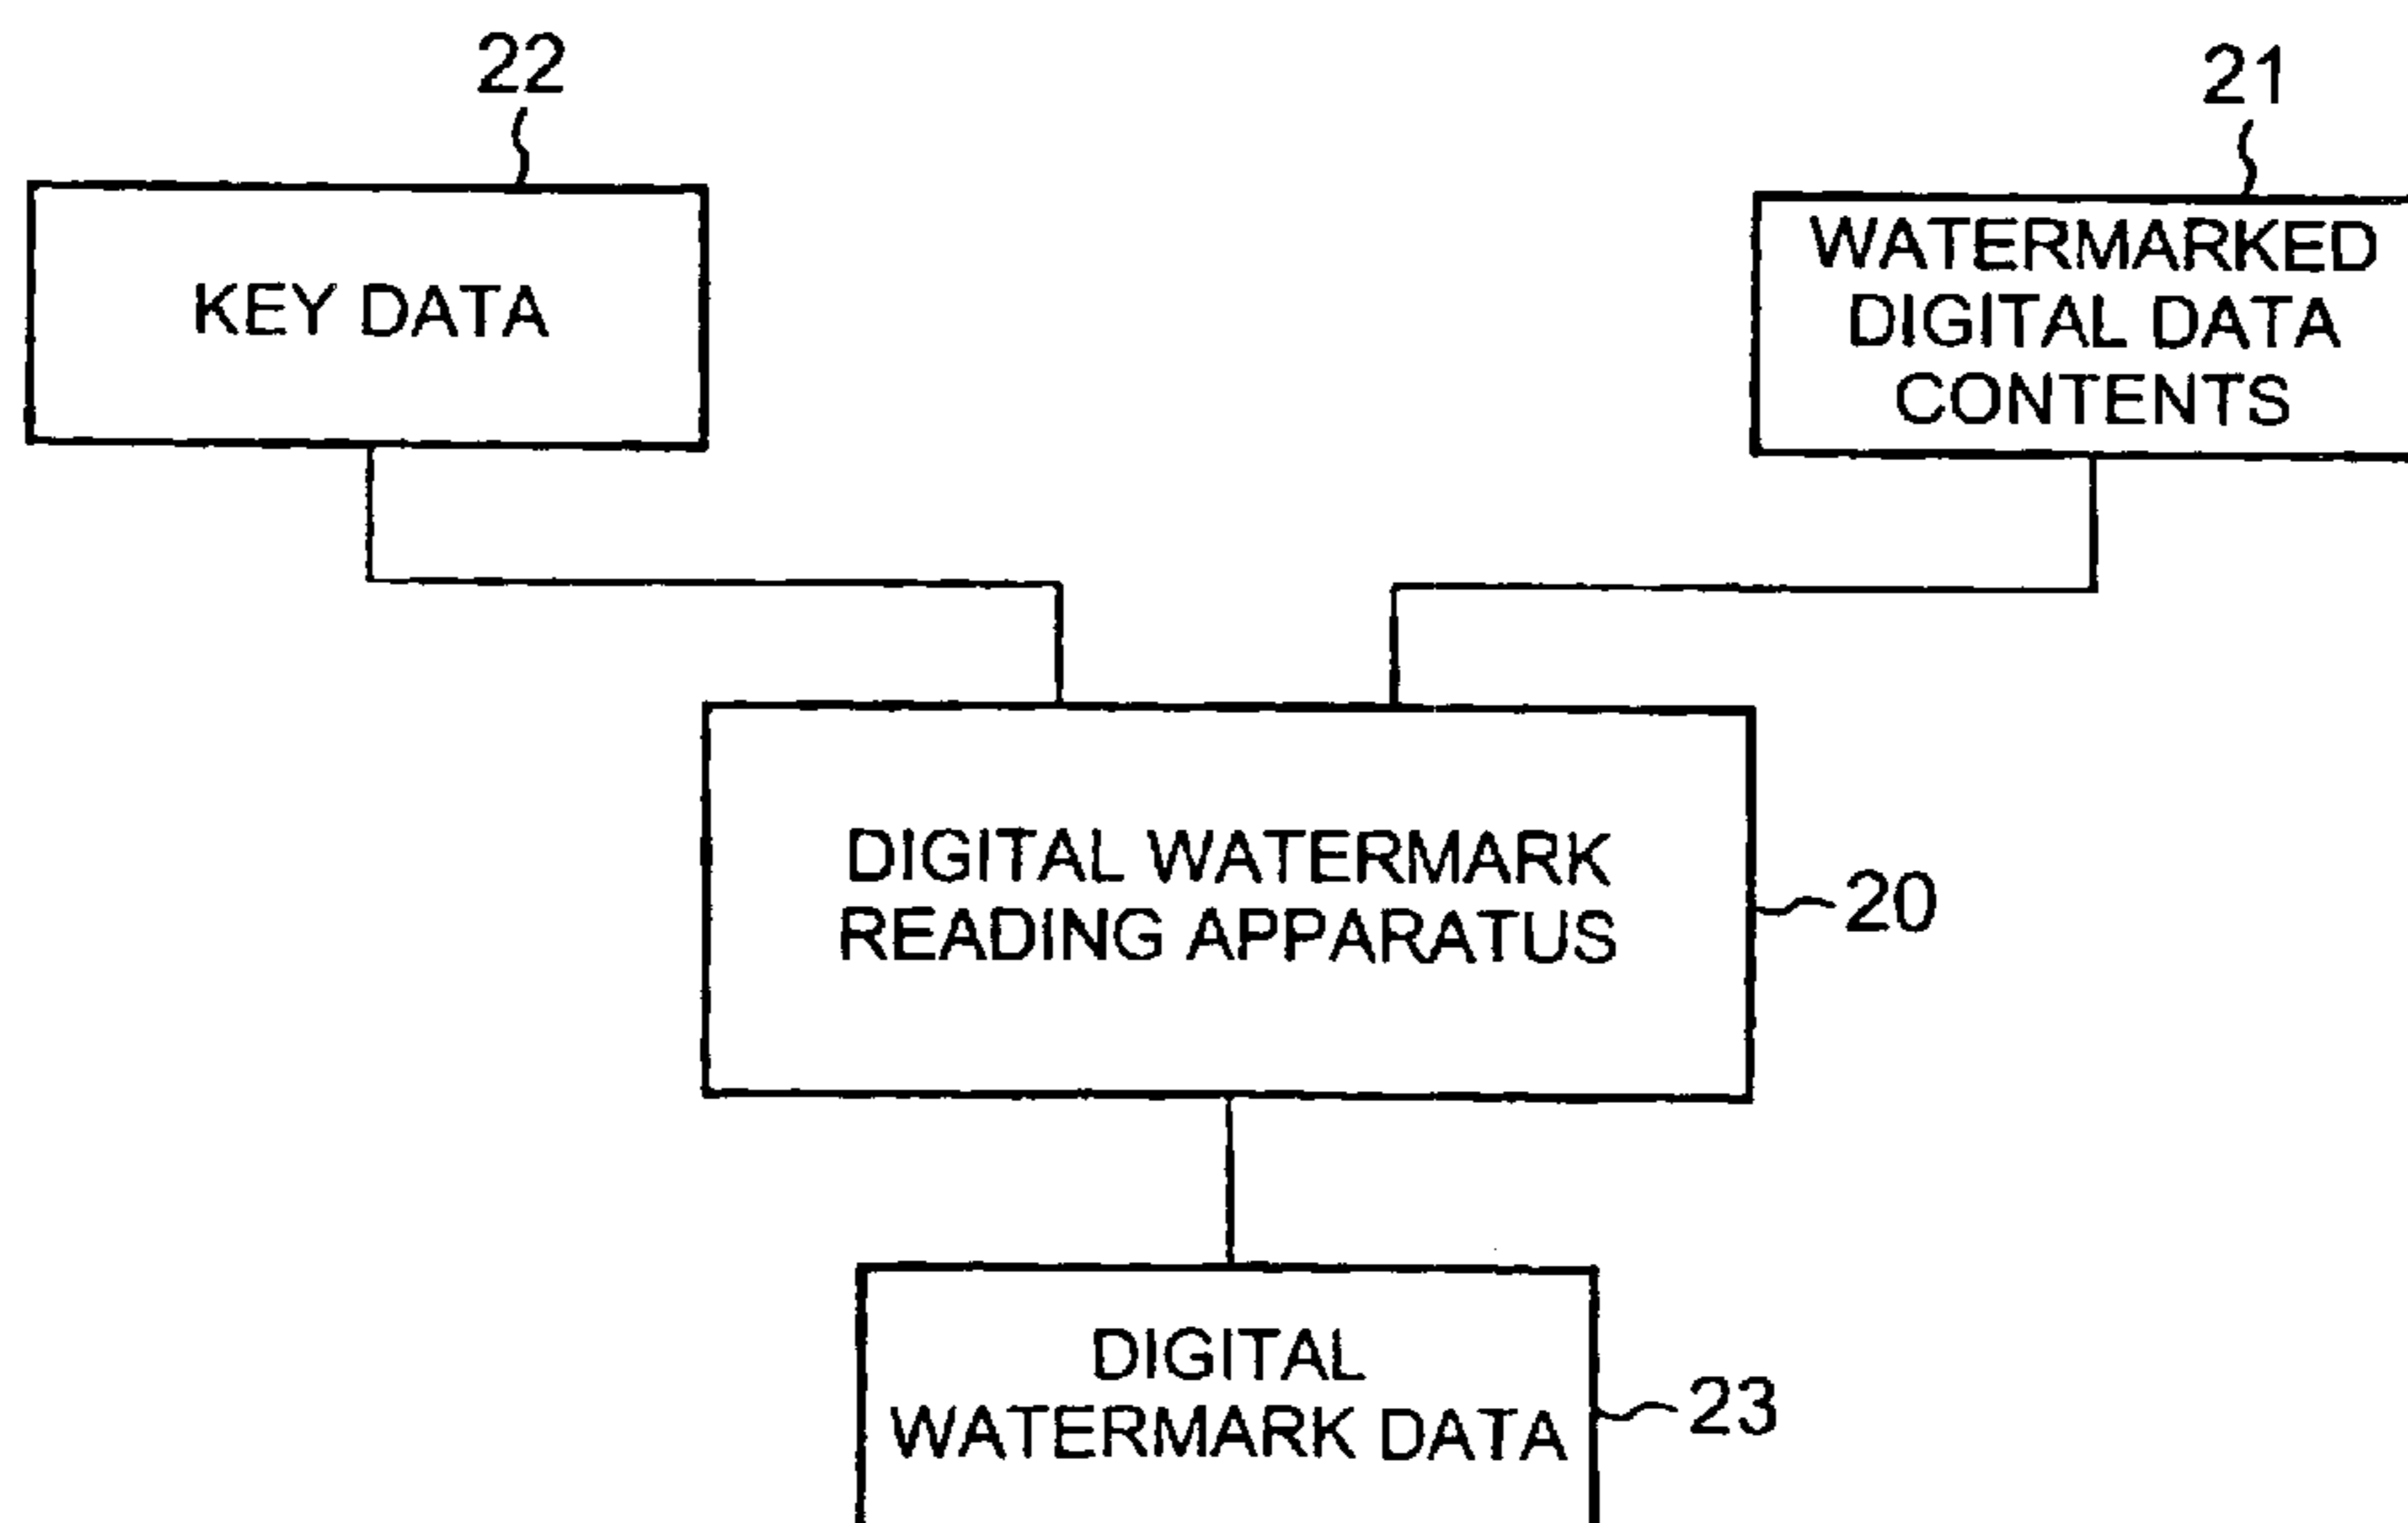 22
21
KEY DATA
WATERMARKED
DIGITAL DATA
CONTENTS
DIGITAL WATERMARK
READING APPARATUS
20
DIGITAL
WATERMARK DATA
23